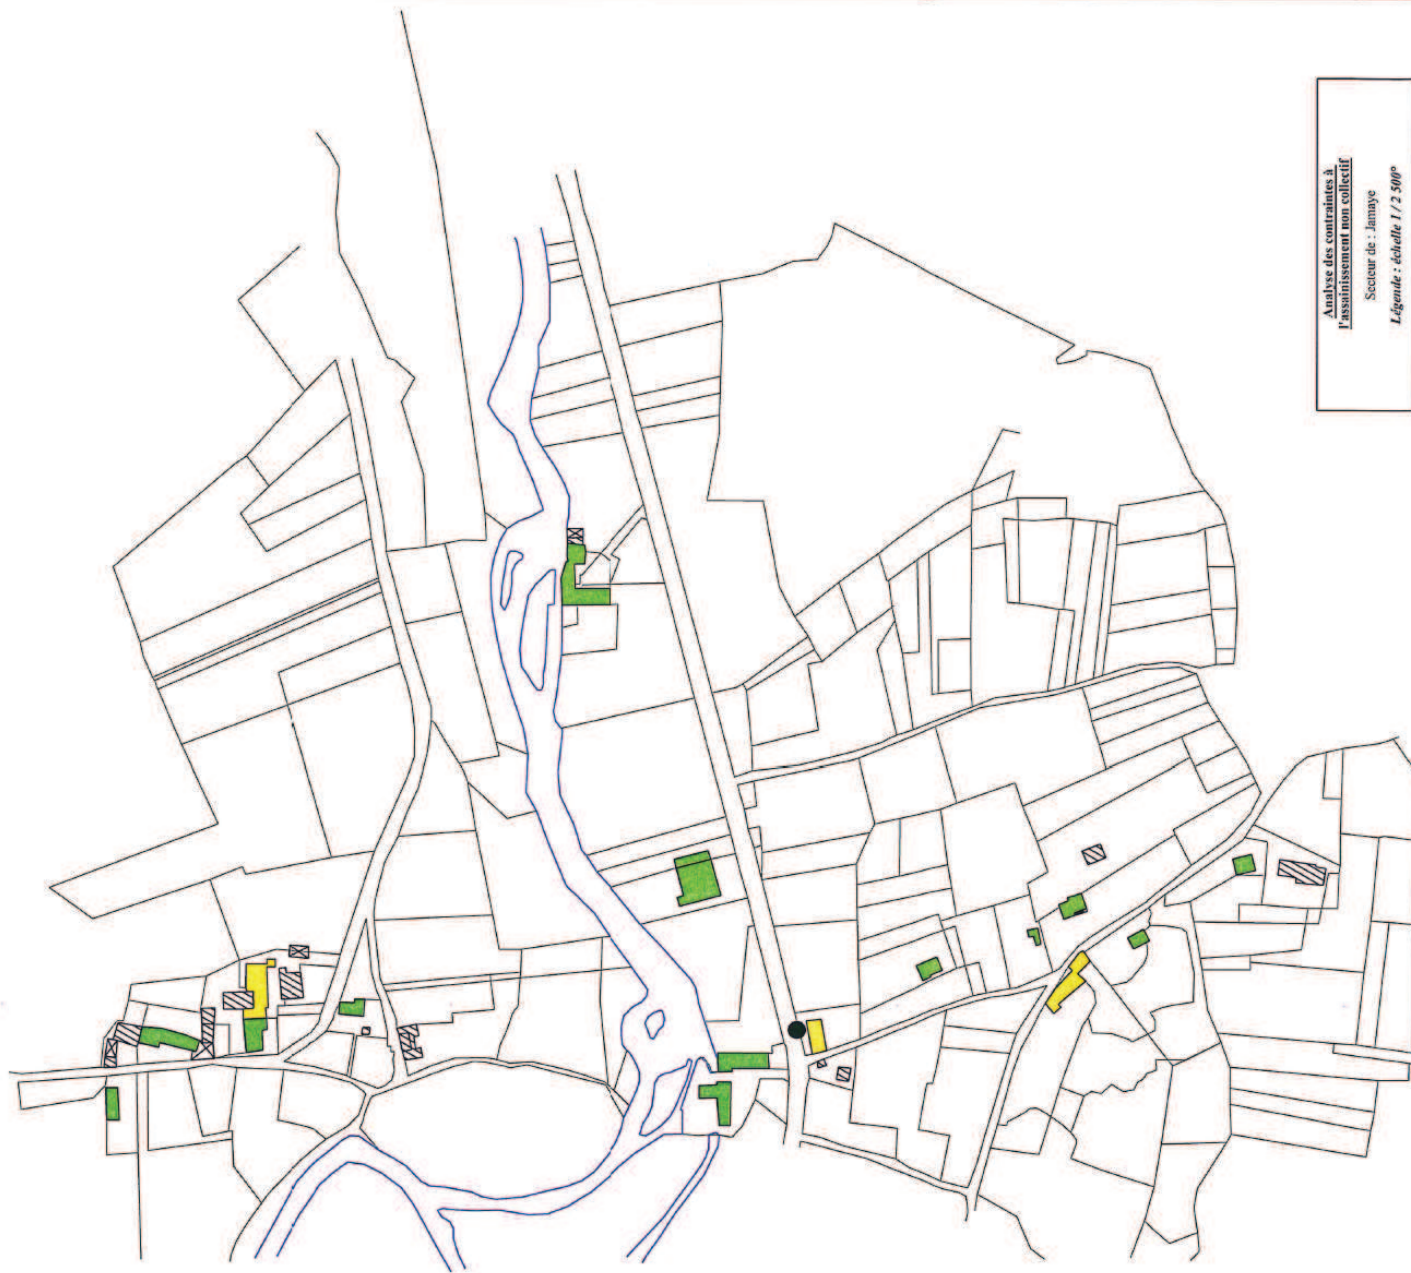 Analyse des contraintes à
l'assainissement non collectif
Secteur de : Jamaye
Légende : échelle 1 / 2 500°